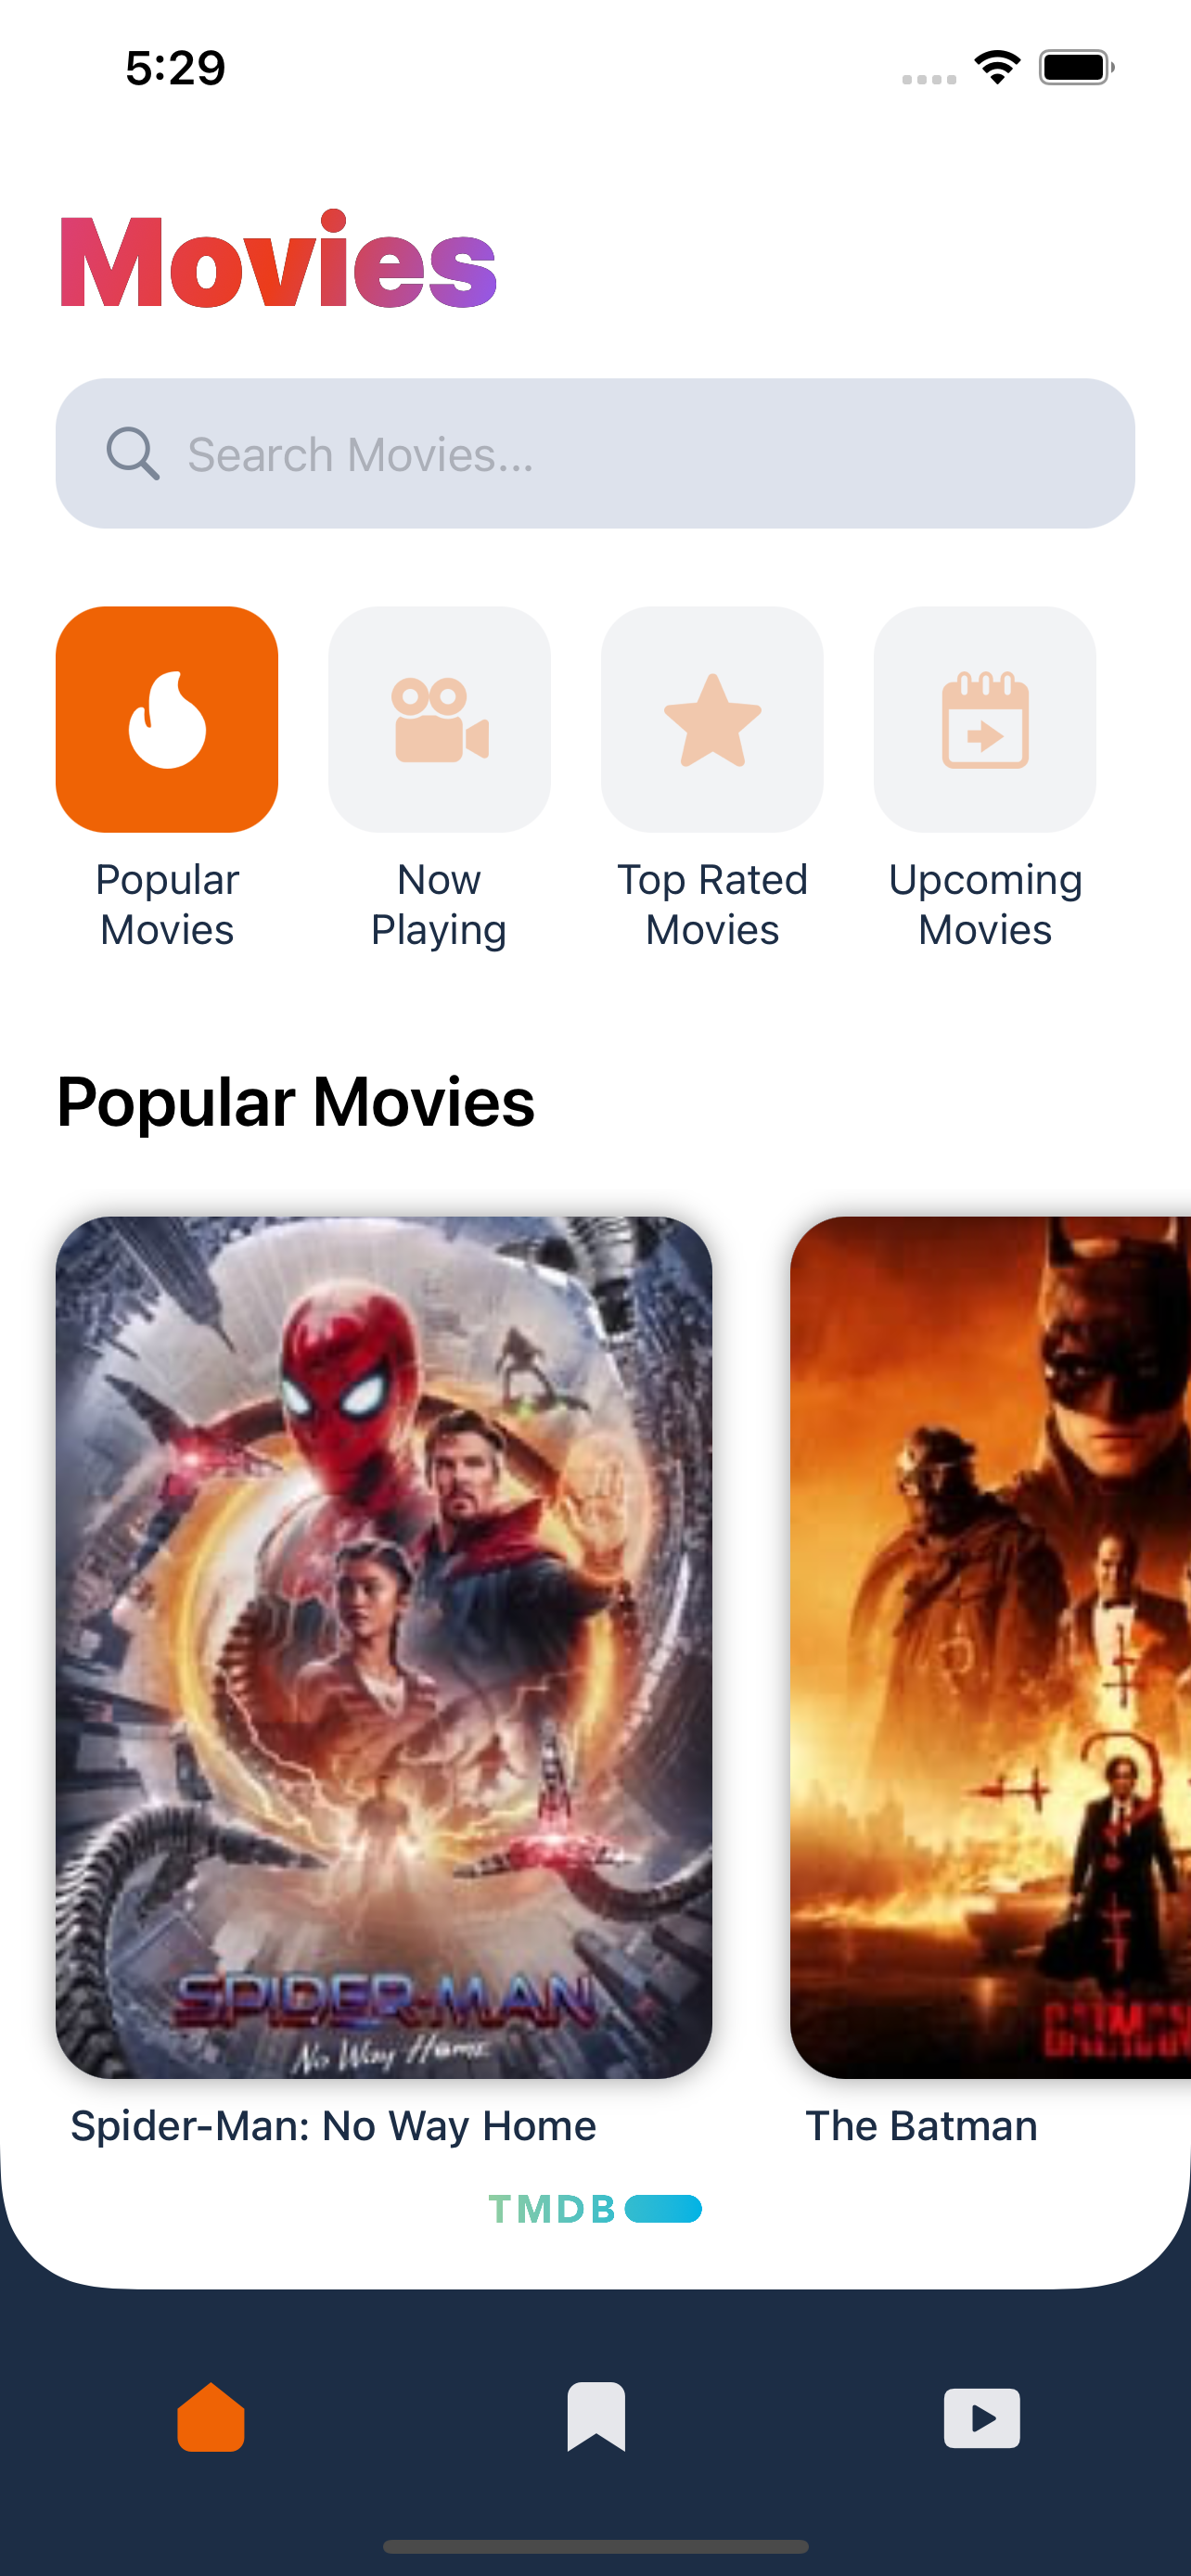 5:29
Movies
Search Movies...
Popular
Movies
Now
Playing
Top Rated
Movies
Upcoming
Movies
Popular Movies
SPIDER-MAN
No Way Home
Spider-Man: No Way Home
The Batman
TMDB